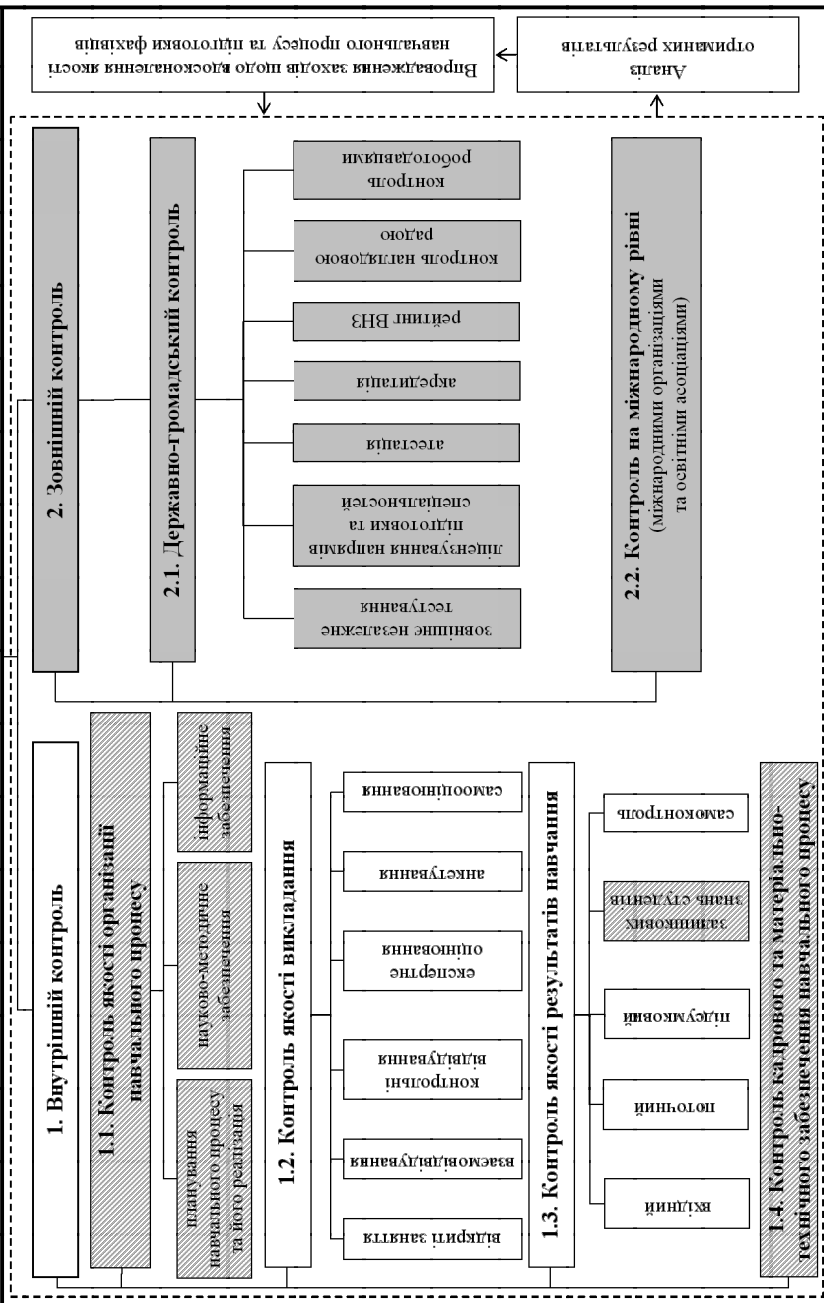 1. Внутрішній контроль
1.1. Контроль якості організації
навчального процесу
планування
навчального процесу
та його реалізація
науково-методичне
забезпечення
інформаційне
забезпечення
1.2. Контроль якості викладання
відкриті заняття
взаємовідвідування
контрольні
відвідування
експертне
оцінювання
анкетування
самооцінювання
1.3. Контроль якості результатів навчання
вхідний
поточний
підсумковий
залишкових
знань студентів
самоконтроль
1.4. Контроль кадрового та матеріально-
технічного забезпечення навчального процесу
2. Зовнішній контроль
2.1. Державно-громадський контроль
зовнішнє незалежне
тестування
ліцензування напрямів
підготовки та
спеціальностей
атестація
акредитація
рейтинг ВНЗ
контроль наглядовою
радою
контроль
роботодавцями
2.2. Контроль на міжнародному рівні
(міжнародними організаціями
та освітніми асоціаціями)
Впровадження заходів щодо вдосконалення якості
навчального процесу та підготовки фахівців
Аналіз
отриманих результатів